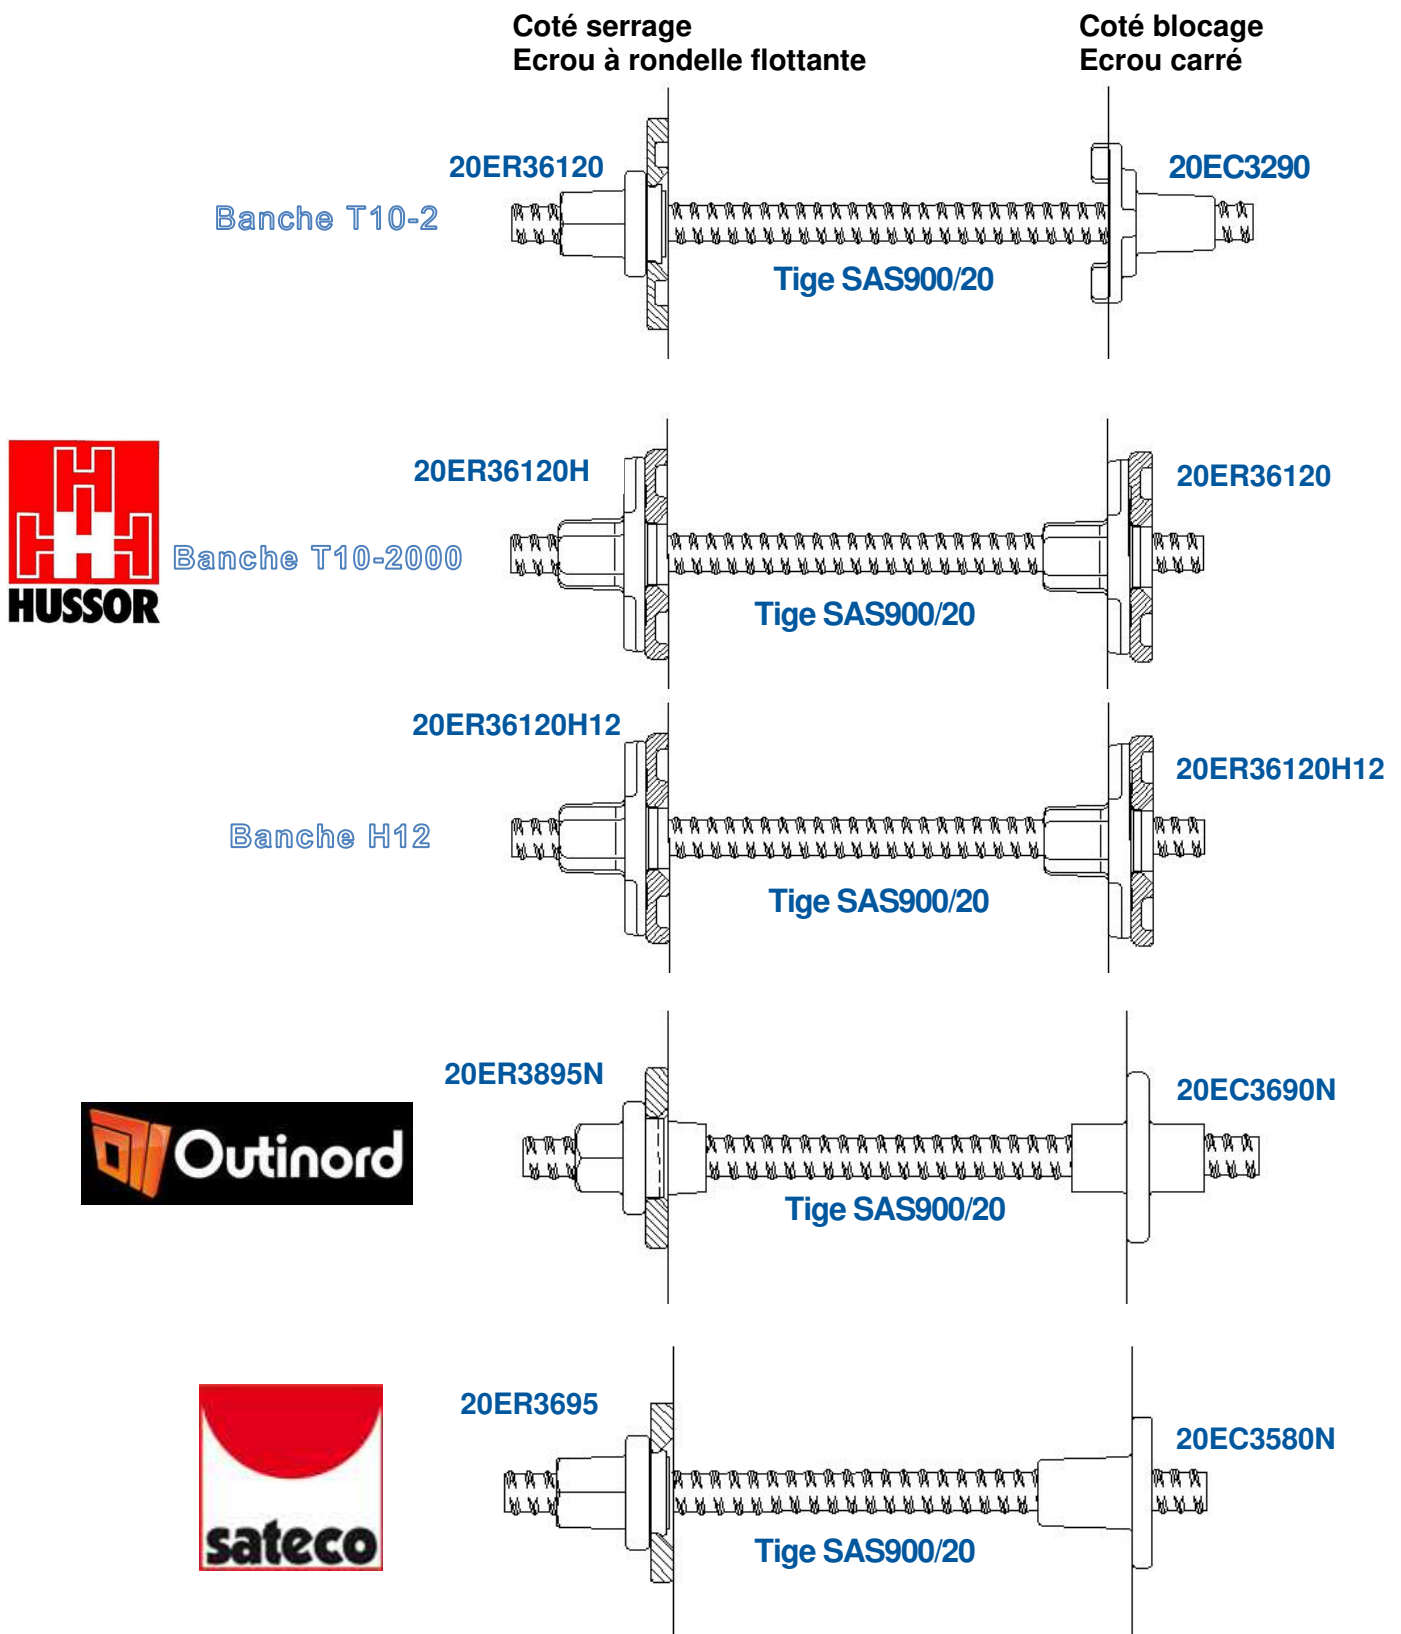 Coté serrage
Ecrou à rondelle flottante
Coté blocage
Ecrou carré
20ER36120
20EC3290
Banche T10-2
Tige SAS900/20
20ER36120H
20ER36120
HUSSOR
Banche T10-2000
Tige SAS900/20
20ER36120H12
20ER36120H12
Banche H12
Tige SAS900/20
20ER3895N
20EC3690N
Outinord
Tige SAS900/20
20ER3695
20EC3580N
sateco
Tige SAS900/20